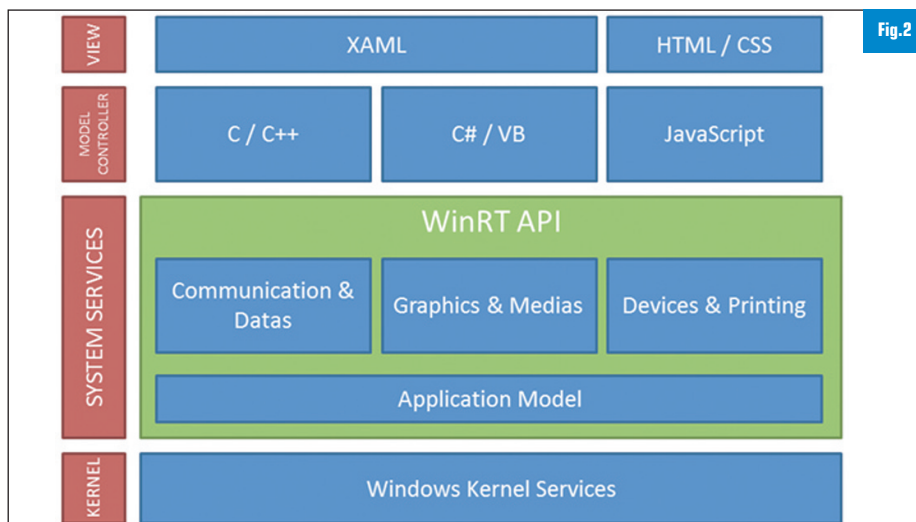 Fig.2
VIEW
XAML
HTML / CSS
MODEL
CONTROLLER
C / C++
C# / VB
JavaScript
SYSTEM SERVICES
WinRT API
Communication &
Datas
Graphics & Medias
Devices & Printing
Application Model
KERNEL
Windows Kernel Services